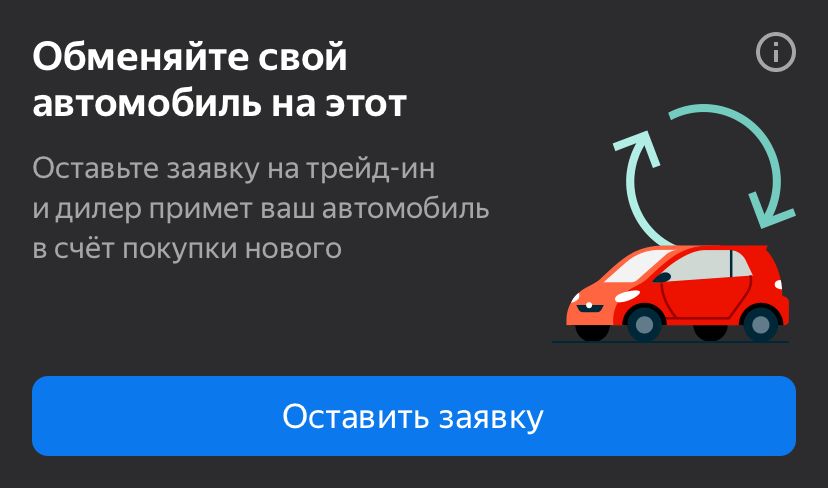 Обменяйте свой
автомобиль на этот
Оставьте заявку на трейд-ин
и дилер примет ваш автомобиль
в счёт покупки нового
Оставить заявку